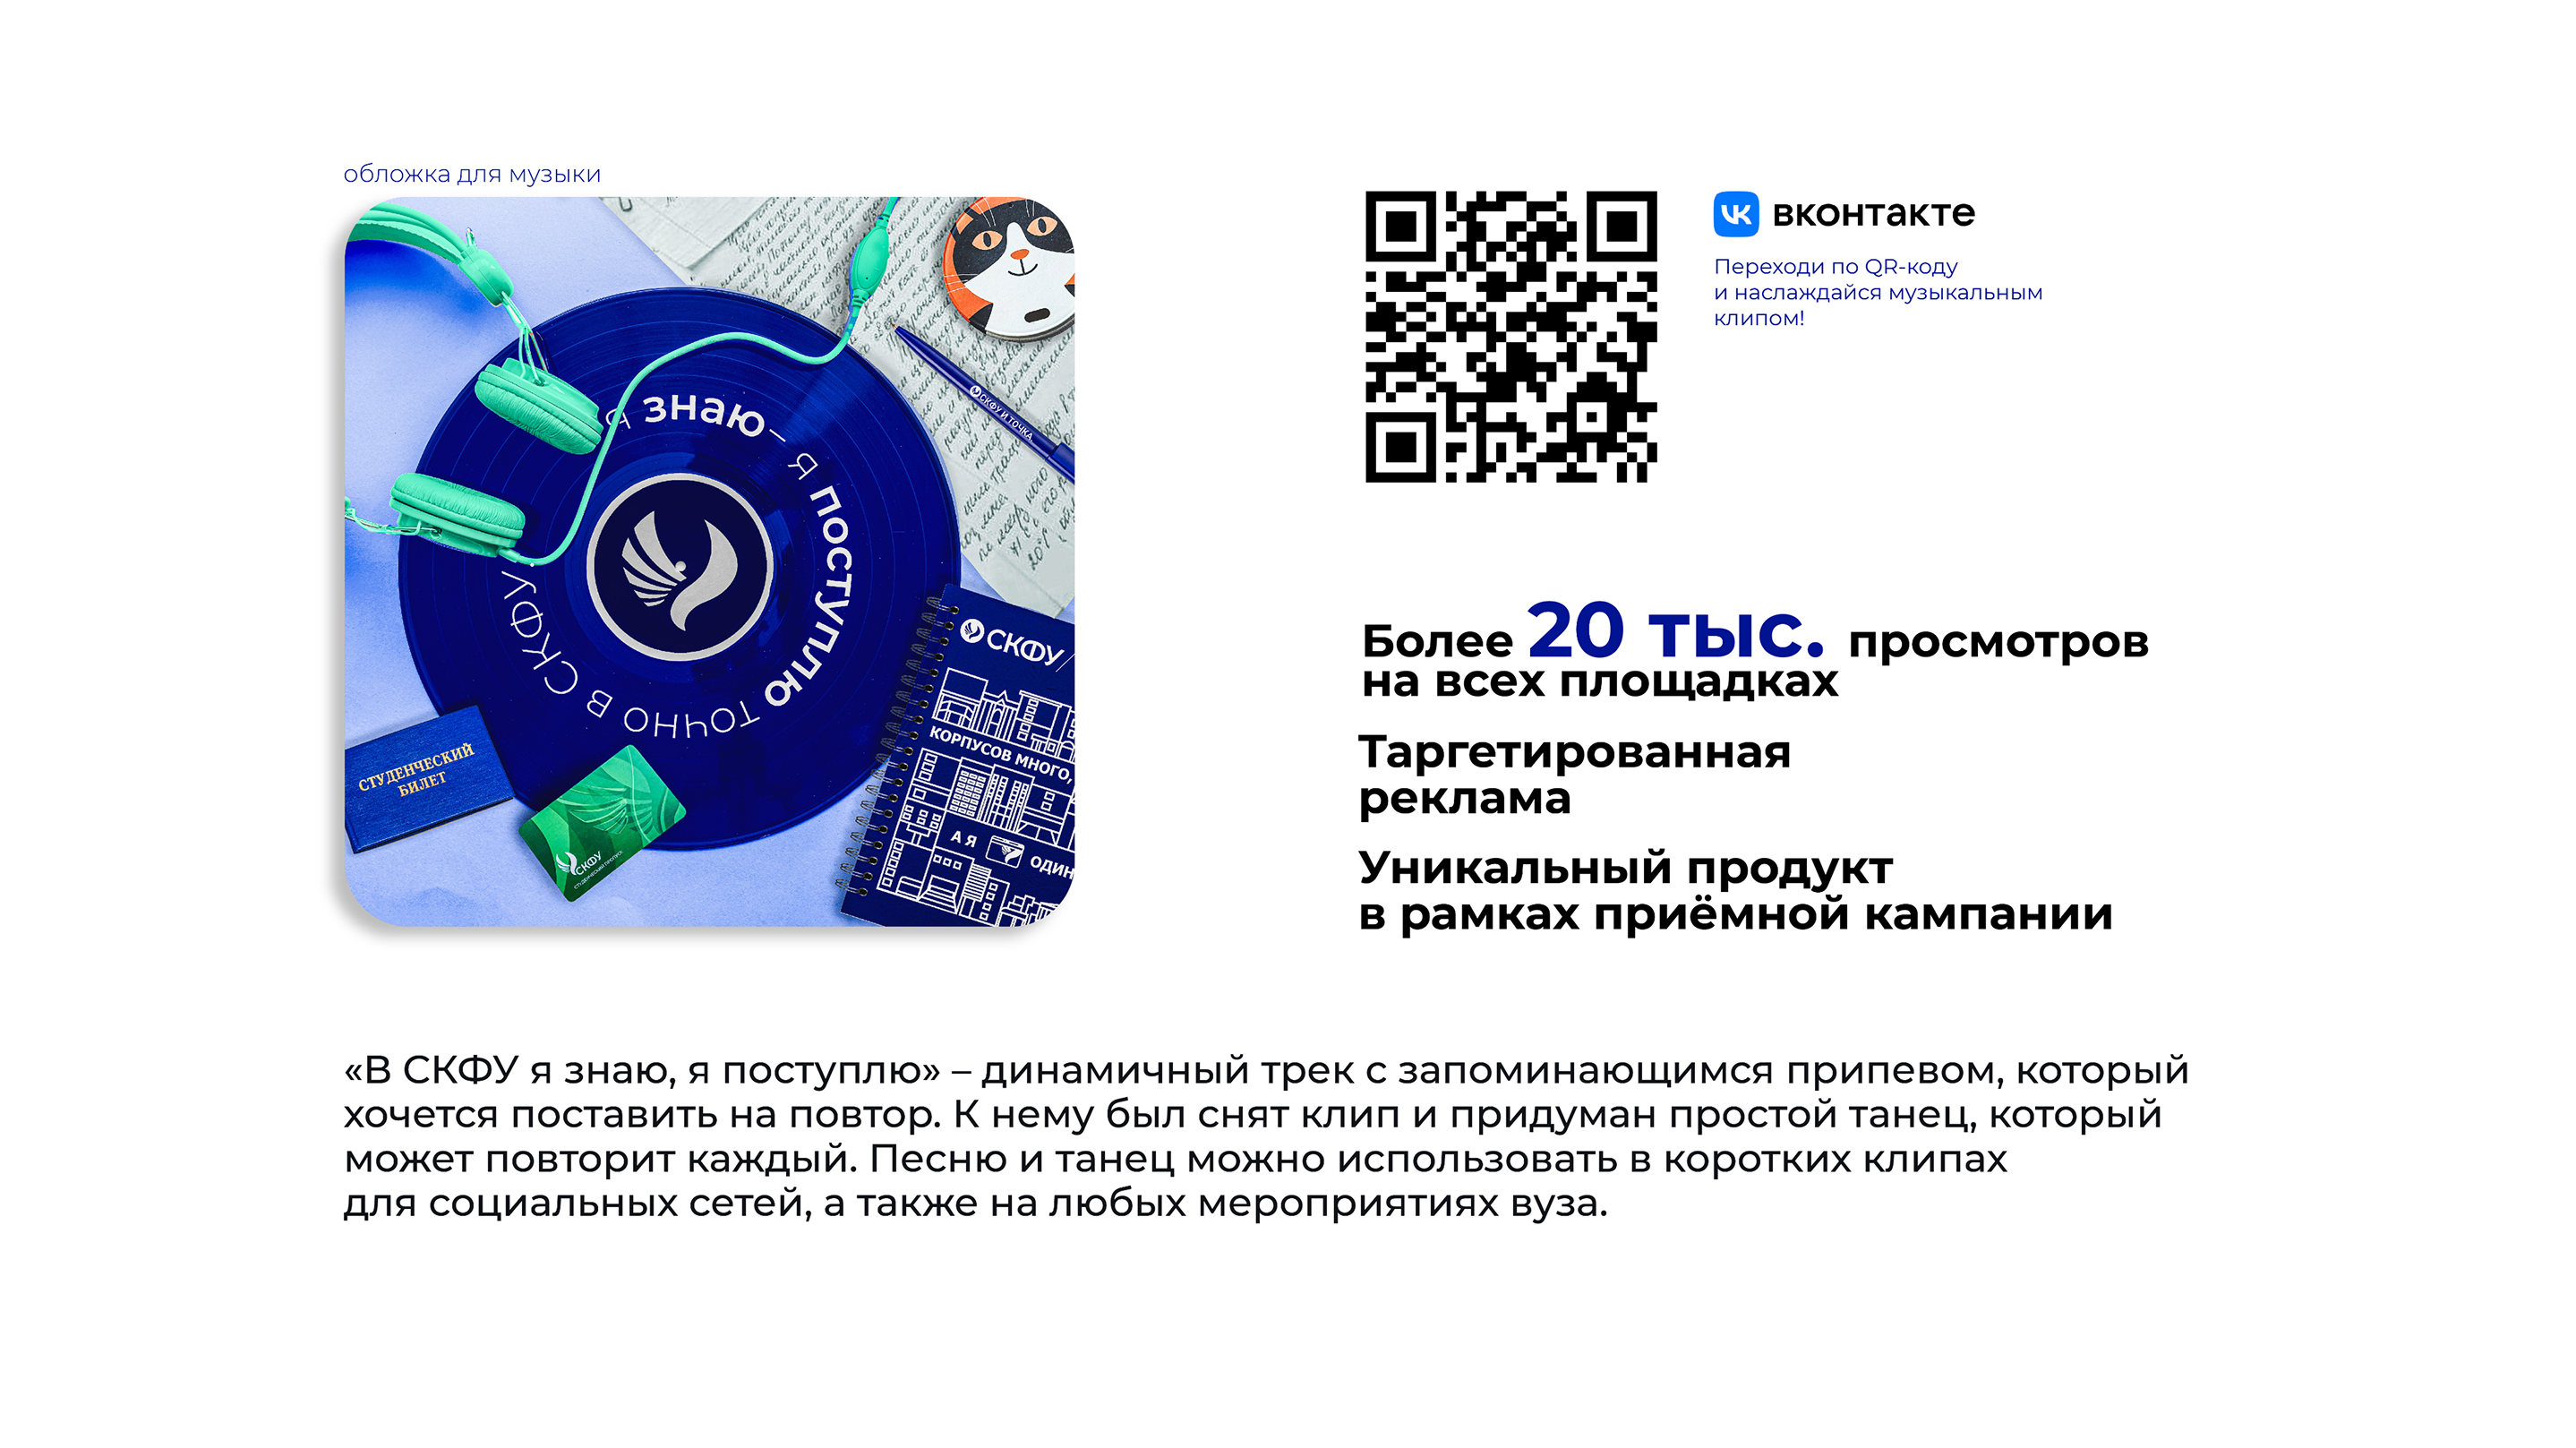 обложка для музыки
я знаю –
я поступлю
точно в СКФУ
СКФУ И ТОЧКА
СКФУ
КОРПУСОВ МНОГО,
А Я
ОДИН
СТУДЕНЧЕСКИЙ
БИЛЕТ
СКФУ
вконтакте
Переходи по QR-коду
и наслаждайся музыкальным
клипом!
Более 20 тыс. просмотров
на всех площадках
Таргетированная
реклама
Уникальный продукт
в рамках приёмной кампании
«В СКФУ я знаю, я поступлю» – динамичный трек с запоминающимся припевом, который
хочется поставить на повтор. К нему был снят клип и придуман простой танец, который
может повторит каждый. Песню и танец можно использовать в коротких клипах
для социальных сетей, а также на любых мероприятиях вуза.